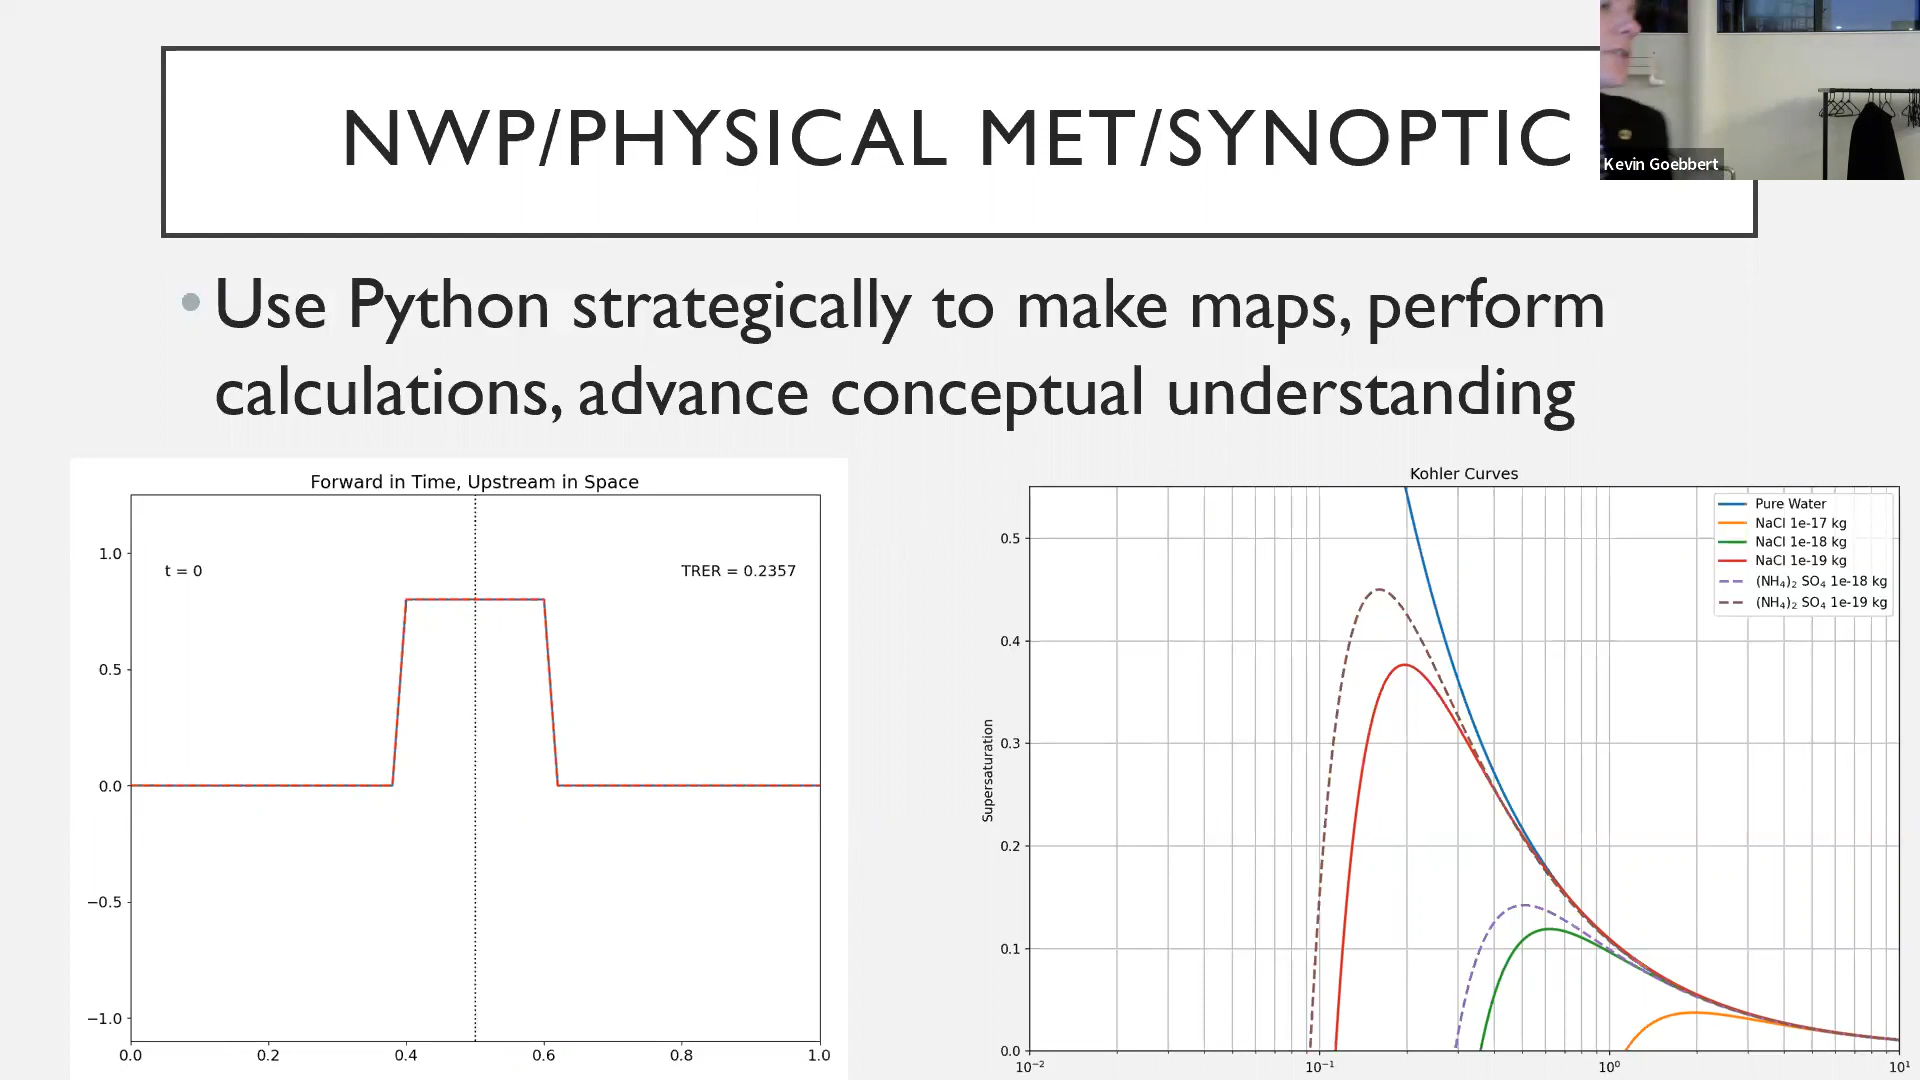 NWP/PHYSICAL MET/SYNOPTIC
Kevin Goebbert
Use Python strategically to make maps, perform
calculations, advance conceptual understanding
Forward in Time, Upstream in Space
t = 0
TRER = 0.2357
1.0
0.5
0.0
−0.5
−1.0
0.0 0.2 0.4 0.6 0.8 1.0
Kohler Curves
Pure Water
NaCl 1e-17 kg
NaCl 1e-18 kg
NaCl 1e-19 kg
(NH₄)₂ SO₄ 1e-18 kg
(NH₄)₂ SO₄ 1e-19 kg
Supersaturation
0.5
0.4
0.3
0.2
0.1
0.0
10⁻² 10⁻¹ 10⁰ 10¹